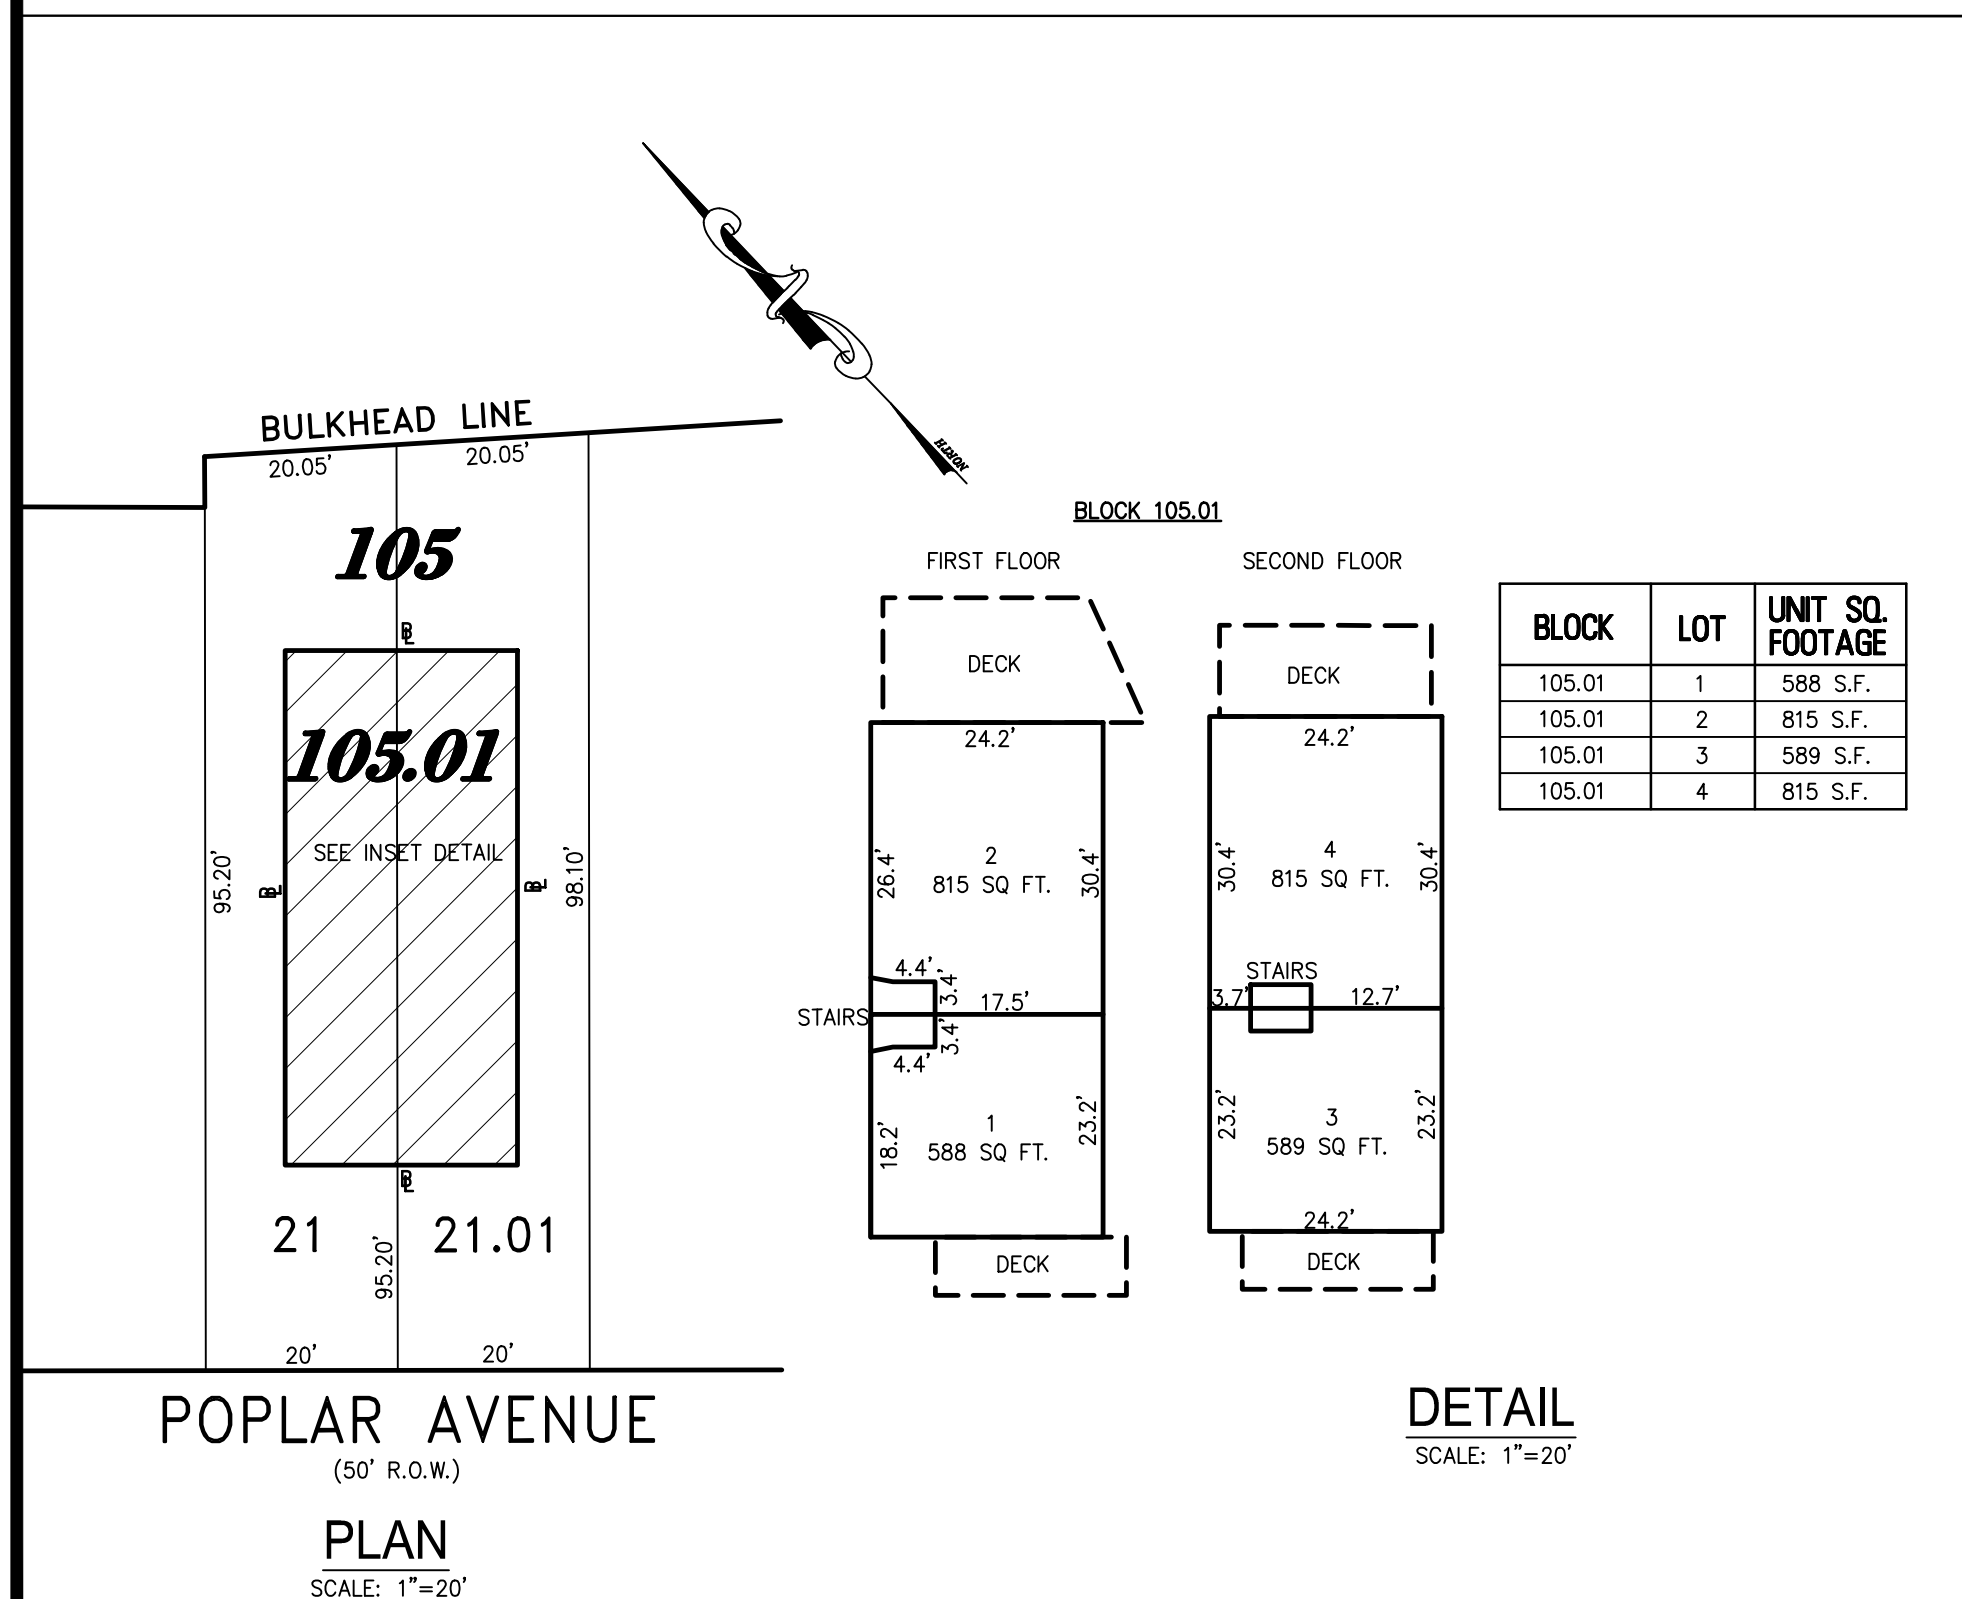 NORTH
BULKHEAD LINE
20.05'
20.05'
105
105.01
SEE INSET DETAIL
95.20'
98.10'
21
21.01
95.20'
20'
20'
POPLAR AVENUE
(50' R.O.W.)
PLAN
SCALE: 1"=20'
BLOCK 105.01
FIRST FLOOR
DECK
24.2'
26.4'
2
815 SQ FT.
30.4'
4.4'
3.4'
17.5'
STAIRS
3.4'
4.4'
18.2'
1
588 SQ FT.
23.2'
DECK
SECOND FLOOR
DECK
24.2'
30.4'
4
815 SQ FT.
30.4'
STAIRS
3.7'
12.7'
23.2'
3
589 SQ FT.
23.2'
24.2'
DECK
BLOCK LOT UNIT SQ. FOOTAGE
105.01 1 588 S.F.
105.01 2 815 S.F.
105.01 3 589 S.F.
105.01 4 815 S.F.
DETAIL
SCALE: 1"=20'